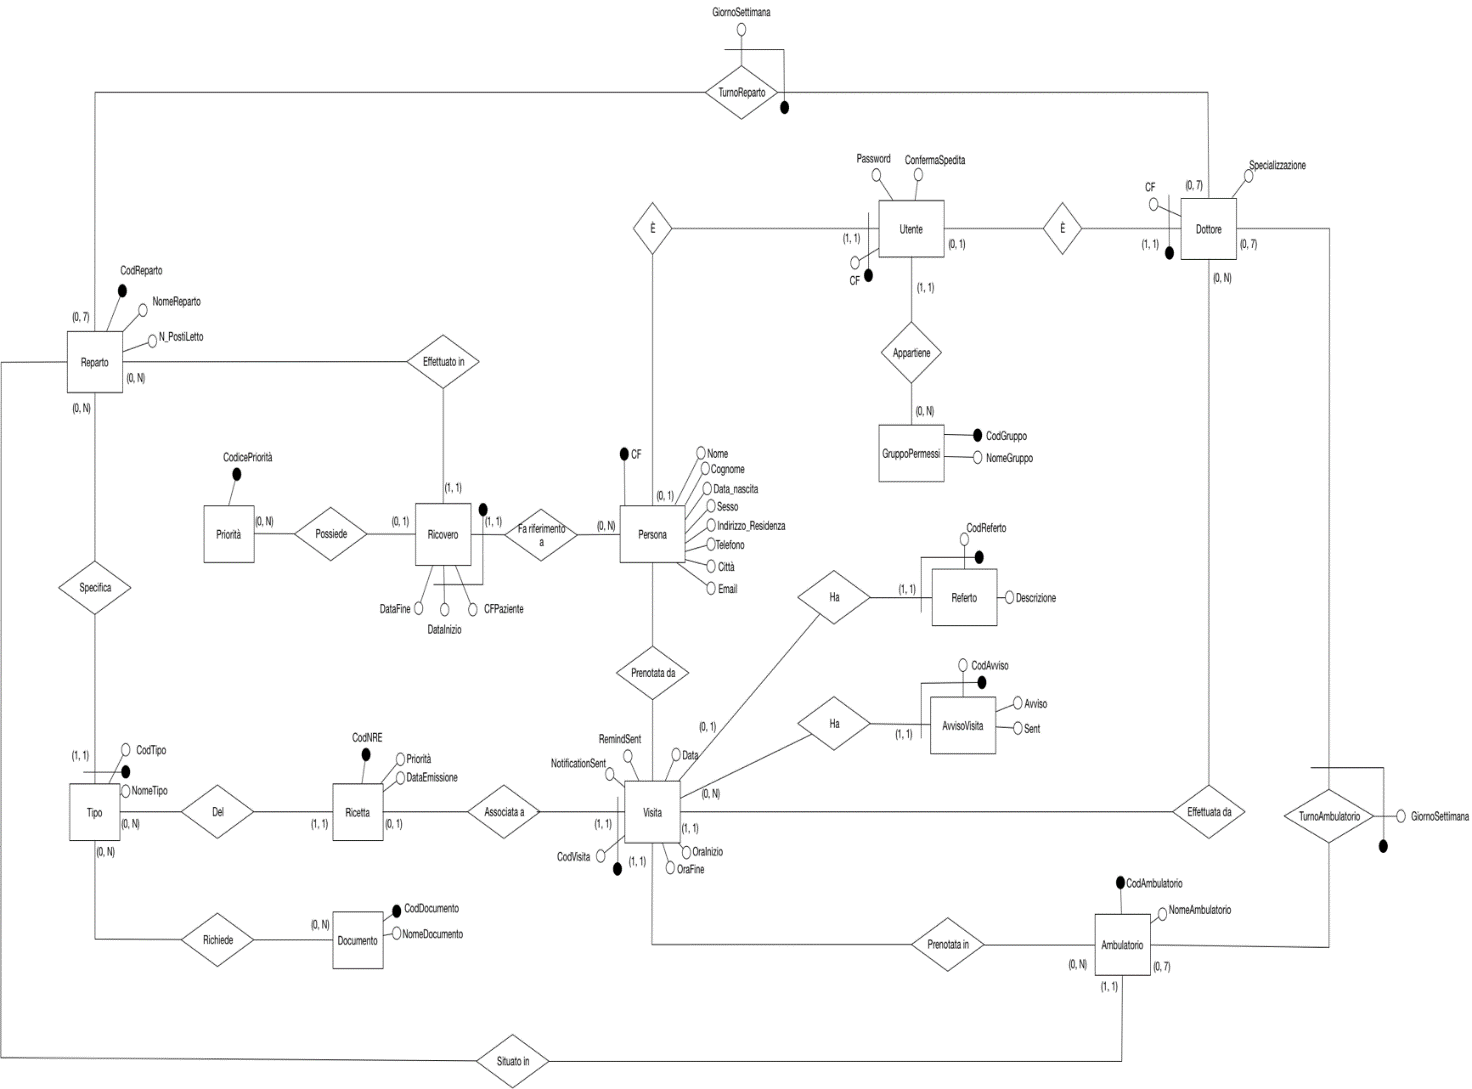 GiornoSettimana
TurnoReparto
Password
ConfermaSpedita
Specializzazione
CF
(0, 7)
È
Utente
È
Dottore
(1, 1)
(0, 1)
(1, 1)
(0, 7)
CF
(0, N)
(1, 1)
CodReparto
NomeReparto
(0, 7)
N_PostiLetto
Reparto
Effettuato in
Appartiene
(0, N)
(0, N)
(0, N)
CodGruppo
GruppoPermessi
NomeGruppo
CodicePriorità
CF
Nome
Cognome
Data_nascita
(1, 1)
(0, 1)
Sesso
(0, N)
(0, 1)
(1, 1)
Fa riferimento
a
(0, N)
Indirizzo_Residenza
Priorità
Possiede
Ricovero
Persona
Telefono
Città
Email
CodReferto
Specifica
Ha
(1, 1)
Referto
Descrizione
DataFine
CFPaziente
DataInizio
Prenotata da
CodAvviso
Avviso
Ha
AvvisoVisita
Sent
(0, 1)
(1, 1)
CodNRE
RemindSent
Data
CodTipo
(1, 1)
Priorità
NotificationSent
DataEmissione
NomeTipo
(0, N)
Tipo
Del
Ricetta
Associata a
Visita
Effettuata da
TurnoAmbulatorio
GiornoSettimana
(0, N)
(1, 1)
(0, 1)
(1, 1)
(1, 1)
(0, N)
CodVisita
(1, 1)
OraInizio
OraFine
CodAmbulatorio
CodDocumento
NomeAmbulatorio
(0, N)
NomeDocumento
Richiede
Documento
Prenotata in
Ambulatorio
(0, N)
(0, 7)
(1, 1)
Situato in